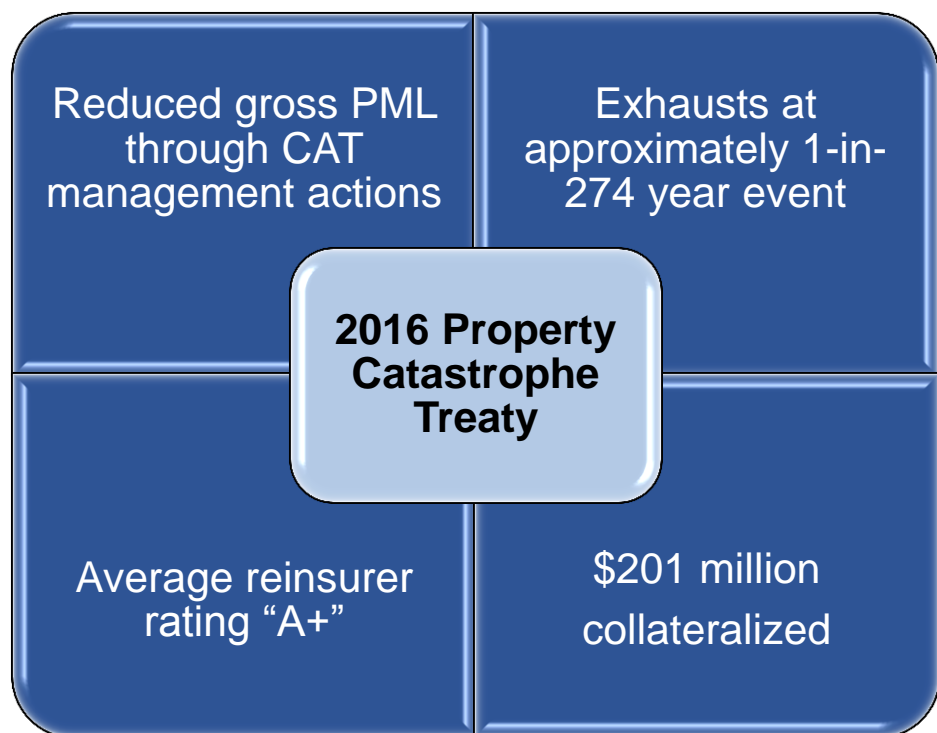 Reduced gross PML
through CAT
management actions
Exhausts at
approximately 1-in-
274 year event
2016 Property
Catastrophe
Treaty
Average reinsurer
rating “A+”
$201 million
collateralized